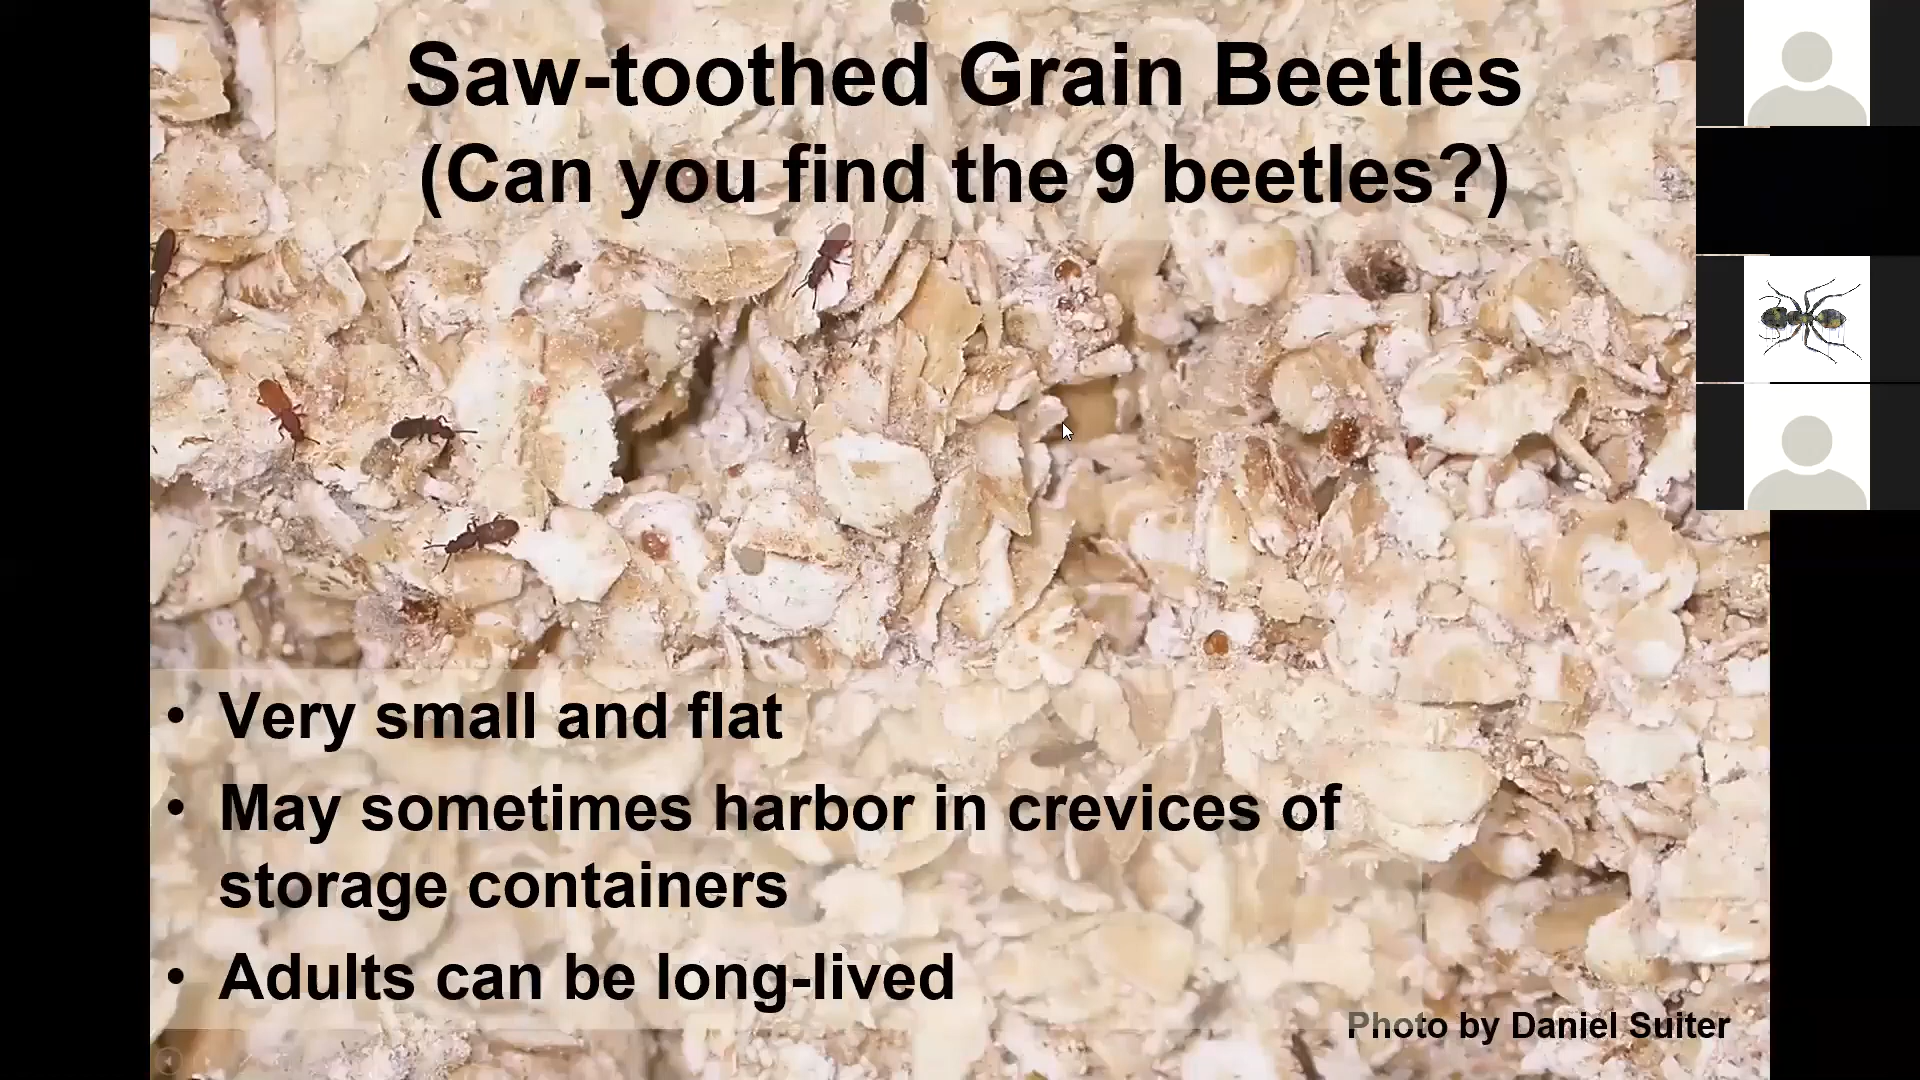 Saw-toothed Grain Beetles
(Can you find the 9 beetles?)
• Very small and flat
• May sometimes harbor in crevices of
storage containers
• Adults can be long-lived
Photo by Daniel Suiter